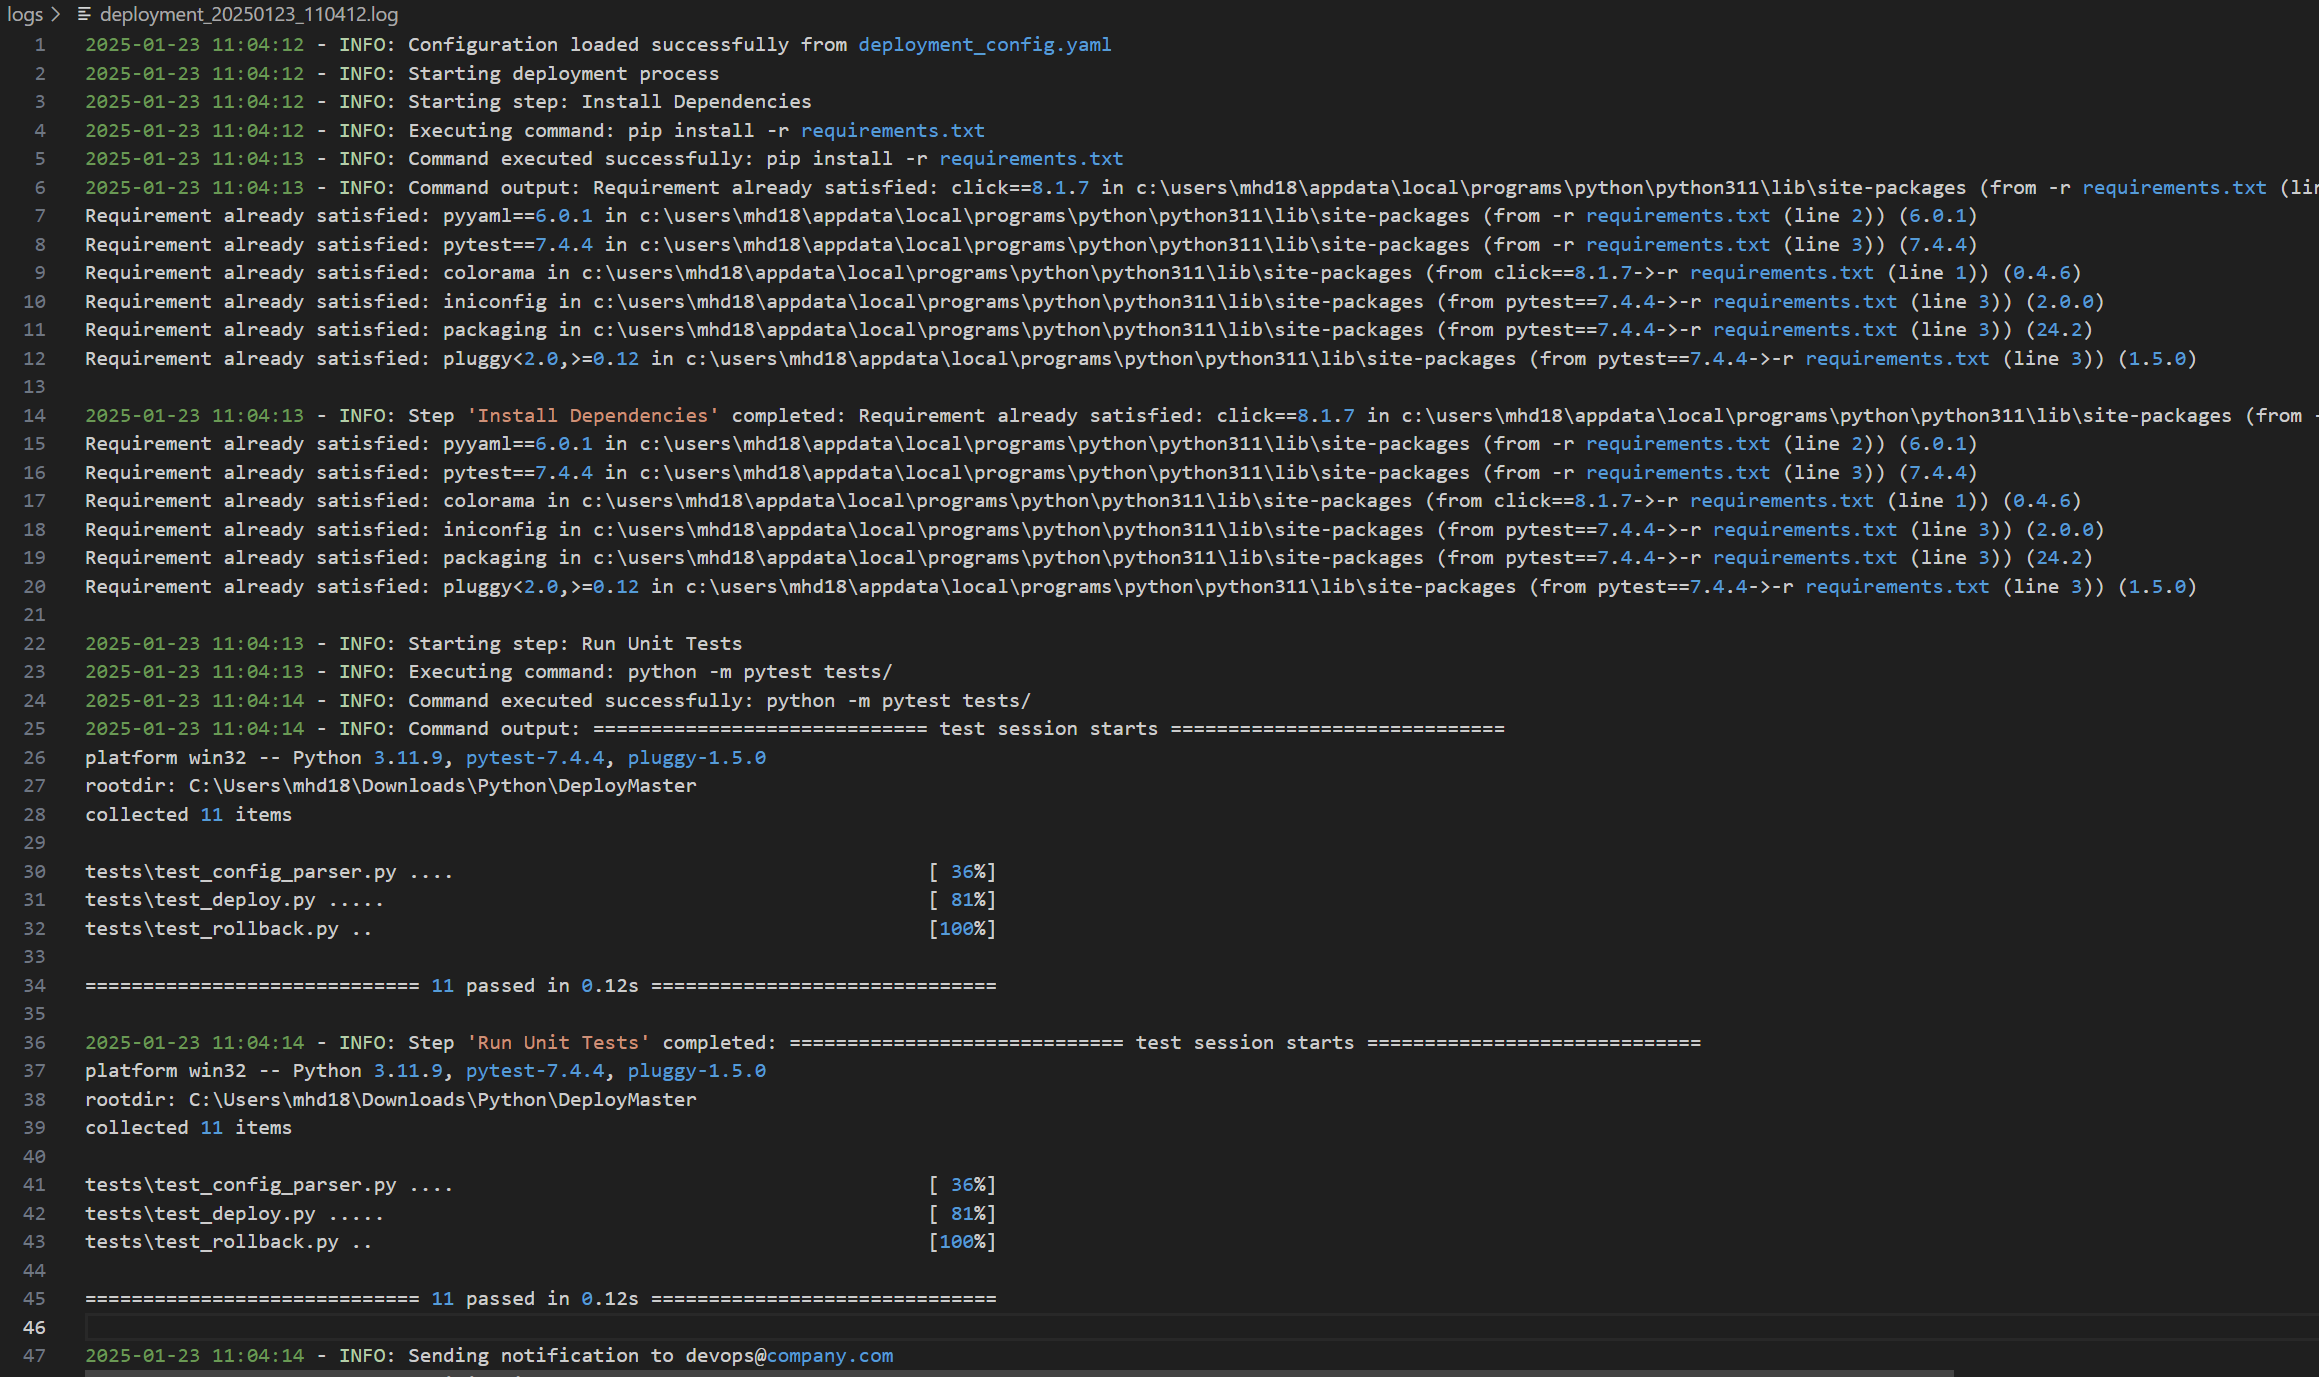 logs > deployment_20250123_110412.log
1 2025-01-23 11:04:12 - INFO: Configuration loaded successfully from deployment_config.yaml
2 2025-01-23 11:04:12 - INFO: Starting deployment process
3 2025-01-23 11:04:12 - INFO: Starting step: Install Dependencies
4 2025-01-23 11:04:12 - INFO: Executing command: pip install -r requirements.txt
5 2025-01-23 11:04:13 - INFO: Command executed successfully: pip install -r requirements.txt
6 2025-01-23 11:04:13 - INFO: Command output: Requirement already satisfied: click==8.1.7 in c:\users\mhd18\appdata\local\programs\python\python311\lib\site-packages (from -r requirements.txt
7 Requirement already satisfied: pyyaml==6.0.1 in c:\users\mhd18\appdata\local\programs\python\python311\lib\site-packages (from -r requirements.txt (line 2)) (6.0.1)
8 Requirement already satisfied: pytest==7.4.4 in c:\users\mhd18\appdata\local\programs\python\python311\lib\site-packages (from -r requirements.txt (line 3)) (7.4.4)
9 Requirement already satisfied: colorama in c:\users\mhd18\appdata\local\programs\python\python311\lib\site-packages (from click==8.1.7->-r requirements.txt (line 1)) (0.4.6)
10 Requirement already satisfied: iniconfig in c:\users\mhd18\appdata\local\programs\python\python311\lib\site-packages (from pytest==7.4.4->-r requirements.txt (line 3)) (2.0.0)
11 Requirement already satisfied: packaging in c:\users\mhd18\appdata\local\programs\python\python311\lib\site-packages (from pytest==7.4.4->-r requirements.txt (line 3)) (24.2)
12 Requirement already satisfied: pluggy<2.0,>=0.12 in c:\users\mhd18\appdata\local\programs\python\python311\lib\site-packages (from pytest==7.4.4->-r requirements.txt (line 3)) (1.5.0)
13
14 2025-01-23 11:04:13 - INFO: Step 'Install Dependencies' completed: Requirement already satisfied: click==8.1.7 in c:\users\mhd18\appdata\local\programs\python\python311\lib\site-packages (from -
15 Requirement already satisfied: pyyaml==6.0.1 in c:\users\mhd18\appdata\local\programs\python\python311\lib\site-packages (from -r requirements.txt (line 2)) (6.0.1)
16 Requirement already satisfied: pytest==7.4.4 in c:\users\mhd18\appdata\local\programs\python\python311\lib\site-packages (from -r requirements.txt (line 3)) (7.4.4)
17 Requirement already satisfied: colorama in c:\users\mhd18\appdata\local\programs\python\python311\lib\site-packages (from click==8.1.7->-r requirements.txt (line 1)) (0.4.6)
18 Requirement already satisfied: iniconfig in c:\users\mhd18\appdata\local\programs\python\python311\lib\site-packages (from pytest==7.4.4->-r requirements.txt (line 3)) (2.0.0)
19 Requirement already satisfied: packaging in c:\users\mhd18\appdata\local\programs\python\python311\lib\site-packages (from pytest==7.4.4->-r requirements.txt (line 3)) (24.2)
20 Requirement already satisfied: pluggy<2.0,>=0.12 in c:\users\mhd18\appdata\local\programs\python\python311\lib\site-packages (from pytest==7.4.4->-r requirements.txt (line 3)) (1.5.0)
21
22 2025-01-23 11:04:13 - INFO: Starting step: Run Unit Tests
23 2025-01-23 11:04:13 - INFO: Executing command: python -m pytest tests/
24 2025-01-23 11:04:14 - INFO: Command executed successfully: python -m pytest tests/
25 2025-01-23 11:04:14 - INFO: Command output: ============================= test session starts =============================
26 platform win32 -- Python 3.11.9, pytest-7.4.4, pluggy-1.5.0
27 rootdir: C:\Users\mhd18\Downloads\Python\DeployMaster
28 collected 11 items
29
30 tests\test_config_parser.py .... [ 36%]
31 tests\test_deploy.py ..... [ 81%]
32 tests\test_rollback.py .. [100%]
33
34 ============================= 11 passed in 0.12s ==============================
35
36 2025-01-23 11:04:14 - INFO: Step 'Run Unit Tests' completed: ============================= test session starts =============================
37 platform win32 -- Python 3.11.9, pytest-7.4.4, pluggy-1.5.0
38 rootdir: C:\Users\mhd18\Downloads\Python\DeployMaster
39 collected 11 items
40
41 tests\test_config_parser.py .... [ 36%]
42 tests\test_deploy.py ..... [ 81%]
43 tests\test_rollback.py .. [100%]
44
45 ============================= 11 passed in 0.12s ==============================
46
47 2025-01-23 11:04:14 - INFO: Sending notification to devops@company.com